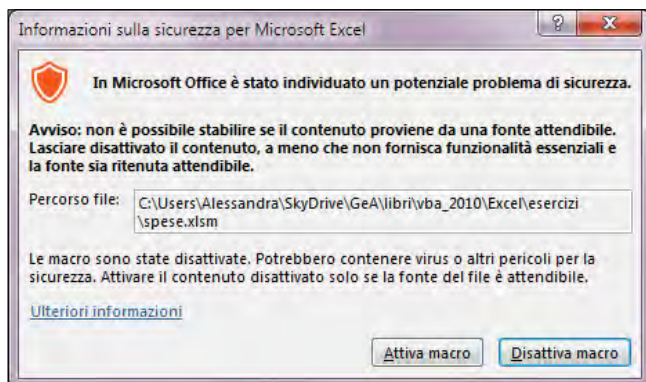 Informazioni sulla sicurezza per Microsoft Excel
?
In Microsoft Office è stato individuato un potenziale problema di sicurezza.
Avviso: non è possibile stabilire se il contenuto proviene da una fonte attendibile.
Lasciare disattivato il contenuto, a meno che non fornisca funzionalità essenziali e
la fonte sia ritenuta attendibile.
Percorso file: C:\Users\Alessandra\SkyDrive\GeA\libri\vba_2010\Excel\esercizi
\spese.xlsm
Le macro sono state disattivate. Potrebbero contenere virus o altri pericoli per la
sicurezza. Attivare il contenuto disattivato solo se la fonte del file è attendibile.
Ulteriori informazioni
Attiva macro Disattiva macro